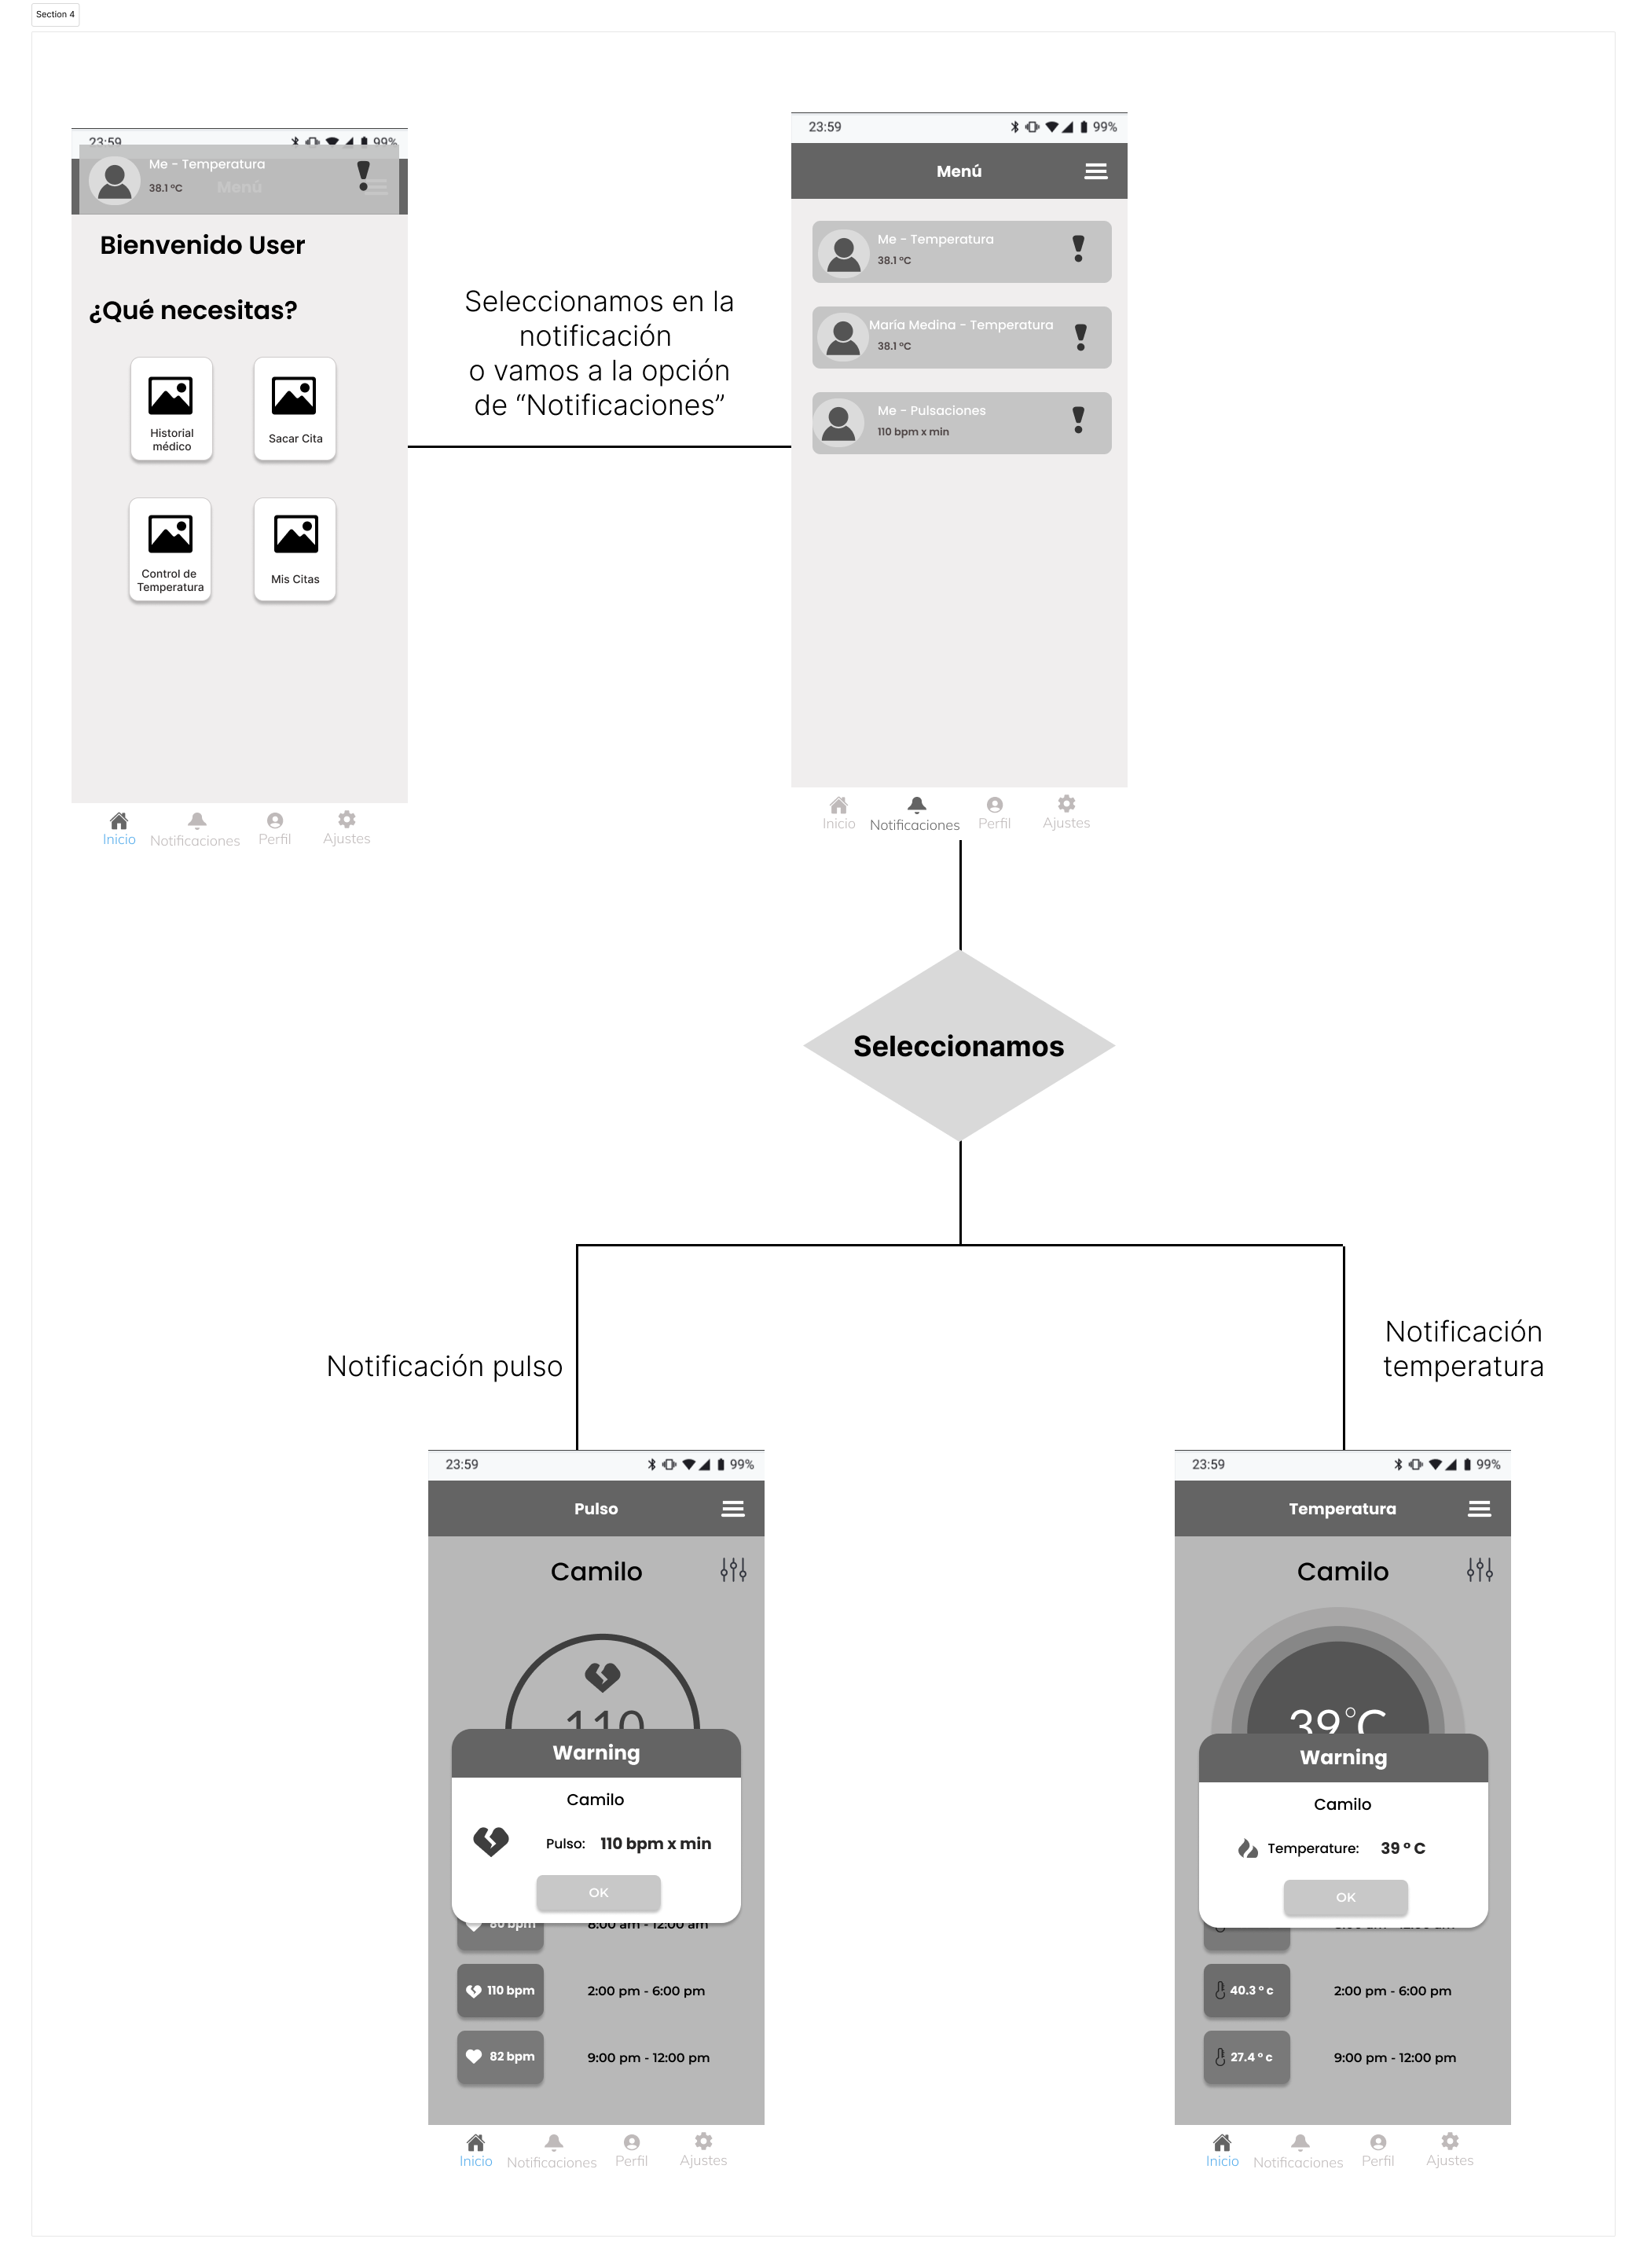 Section 4
23:59
99%
Me - Temperatura
38.1 °C
Menú
Bienvenido User
¿Qué necesitas?
Historial
médico
Sacar Cita
Control de
Temperatura
Mis Citas
Inicio
Notificaciones
Perfil
Ajustes
Seleccionamos en la
notificación
o vamos a la opción
de “Notificaciones”
23:59
99%
Menú
Me - Temperatura
38.1 °C
María Medina - Temperatura
38.1 °C
Me - Pulsaciones
110 bpm x min
Inicio
Notificaciones
Perfil
Ajustes
Seleccionamos
Notificación pulso
Notificación
temperatura
23:59
99%
Pulso
Camilo
110
Warning
Camilo
Pulso: 110 bpm x min
OK
80 bpm
8:00 am - 12:00 am
110 bpm
2:00 pm - 6:00 pm
82 bpm
9:00 pm - 12:00 pm
Inicio
Notificaciones
Perfil
Ajustes
23:59
99%
Temperatura
Camilo
39°C
Warning
Camilo
Temperature: 39 ° C
OK
40.3 ° c
2:00 pm - 6:00 pm
27.4 ° c
9:00 pm - 12:00 pm
Inicio
Notificaciones
Perfil
Ajustes